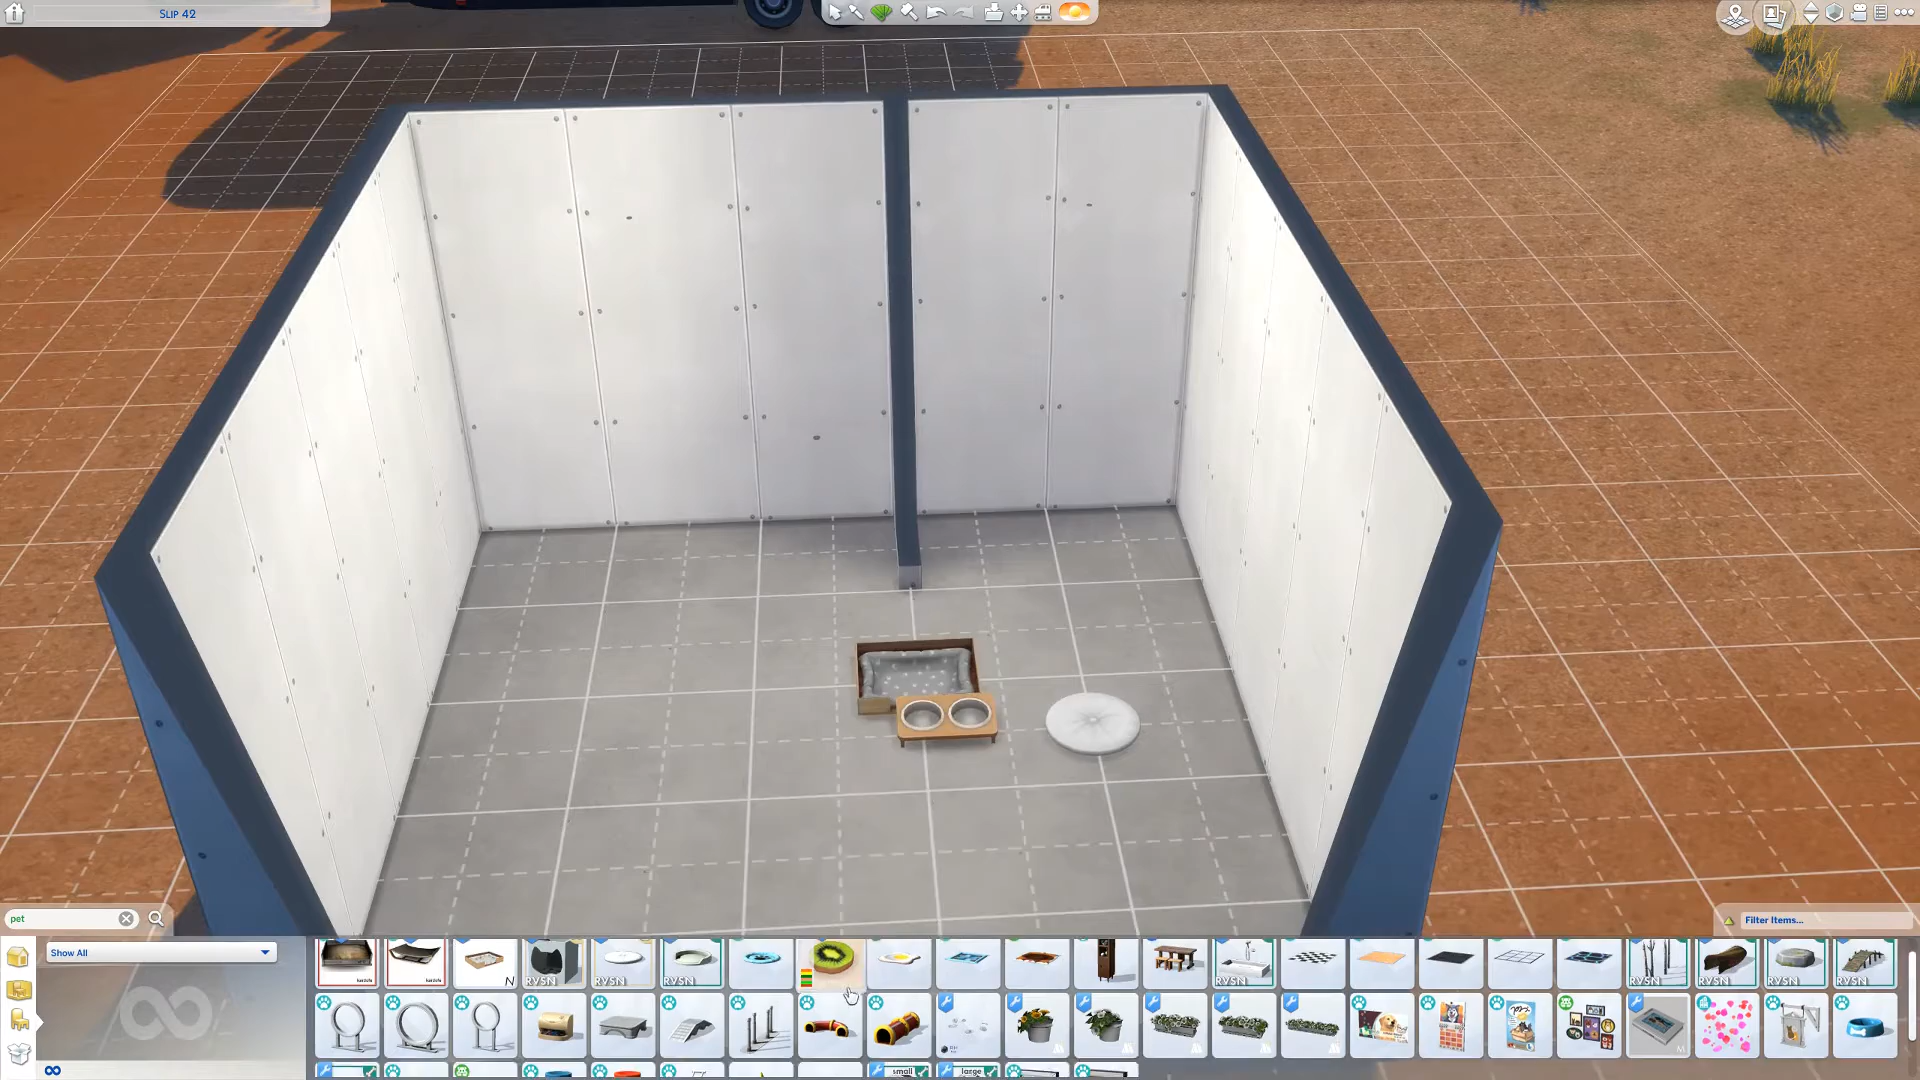 SLIP 42
pet
Filter Items...
Show All
N
RVSN
RVSN
RVSN
RVSN
RVSN
RVSN
RVSN
RVSN
M
small
large